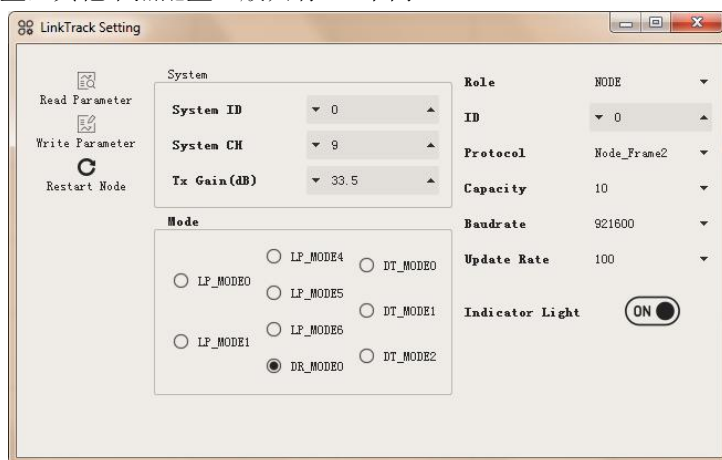 LinkTrack Setting
Read Parameter
Write Parameter
Restart Node
System
System ID 0
System CH 9
Tx Gain(dB) 33.5
Mode
LP_MODE0
LP_MODE1
LP_MODE4
LP_MODE5
LP_MODE6
DR_MODE0
DT_MODE0
DT_MODE1
DT_MODE2
Role NODE
ID 0
Protocol Node_Frame2
Capacity 10
Baudrate 921600
Update Rate 100
Indicator Light ON